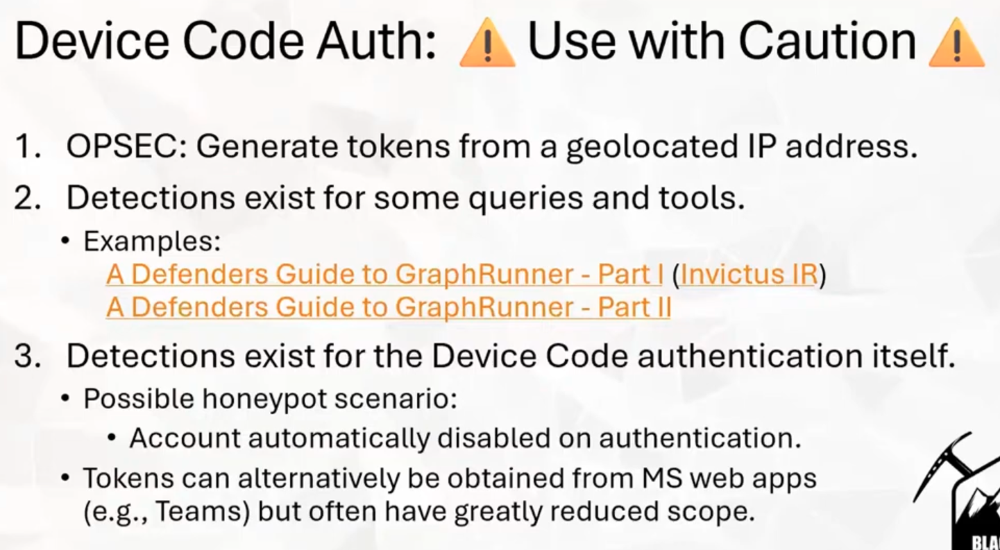 Device Code Auth: ⚠️ Use with Caution ⚠️
1. OPSEC: Generate tokens from a geolocated IP address.
2. Detections exist for some queries and tools.
• Examples:
A Defenders Guide to GraphRunner - Part I (Invictus IR)
A Defenders Guide to GraphRunner - Part II
3. Detections exist for the Device Code authentication itself.
• Possible honeypot scenario:
• Account automatically disabled on authentication.
• Tokens can alternatively be obtained from MS web apps
(e.g., Teams) but often have greatly reduced scope.